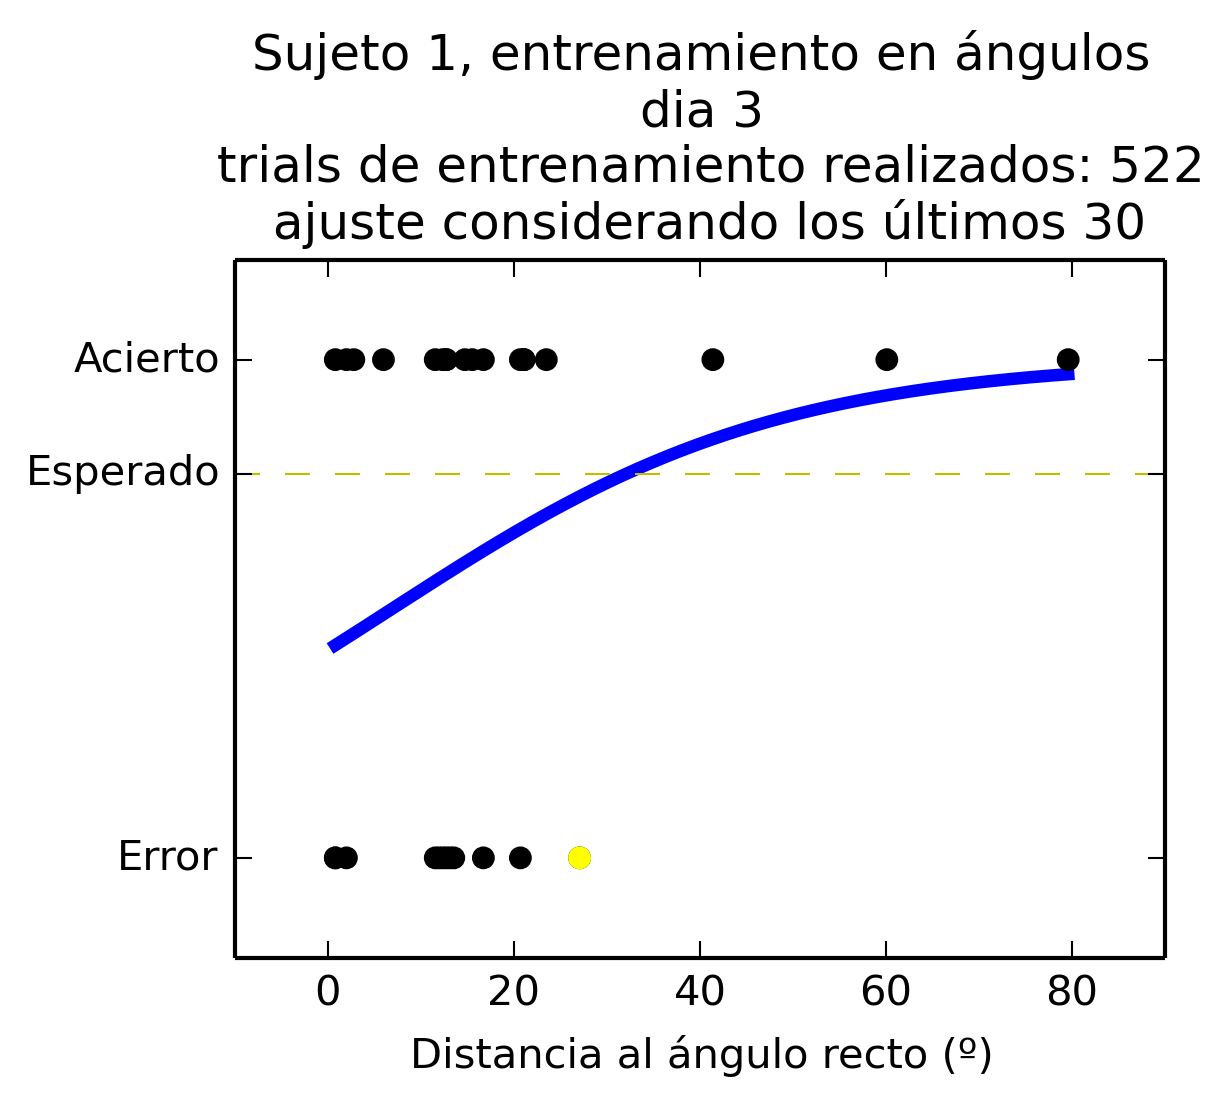 Sujeto 1, entrenamiento en ángulos
dia 3
trials de entrenamiento realizados: 522
ajuste considerando los últimos 30
Acierto
Esperado
Error
0 20 40 60 80
Distancia al ángulo recto (º)